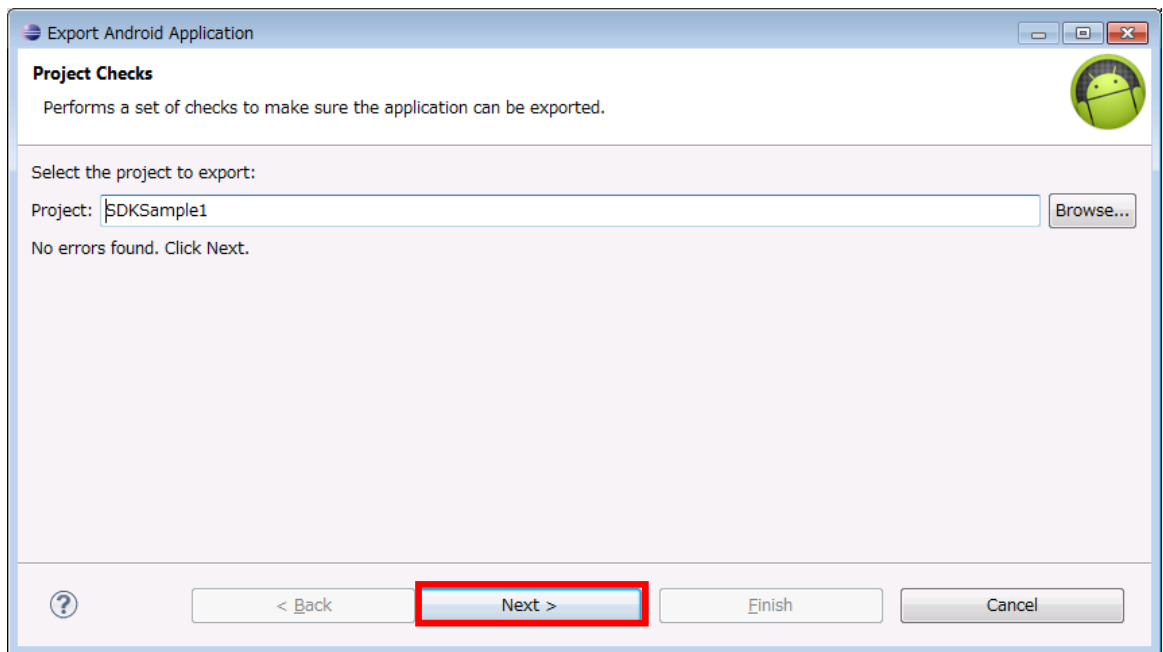 Export Android Application
Project Checks
Performs a set of checks to make sure the application can be exported.
Select the project to export:
Project: SDKSample1 Browse...
No errors found. Click Next.
? < Back Next > Finish Cancel